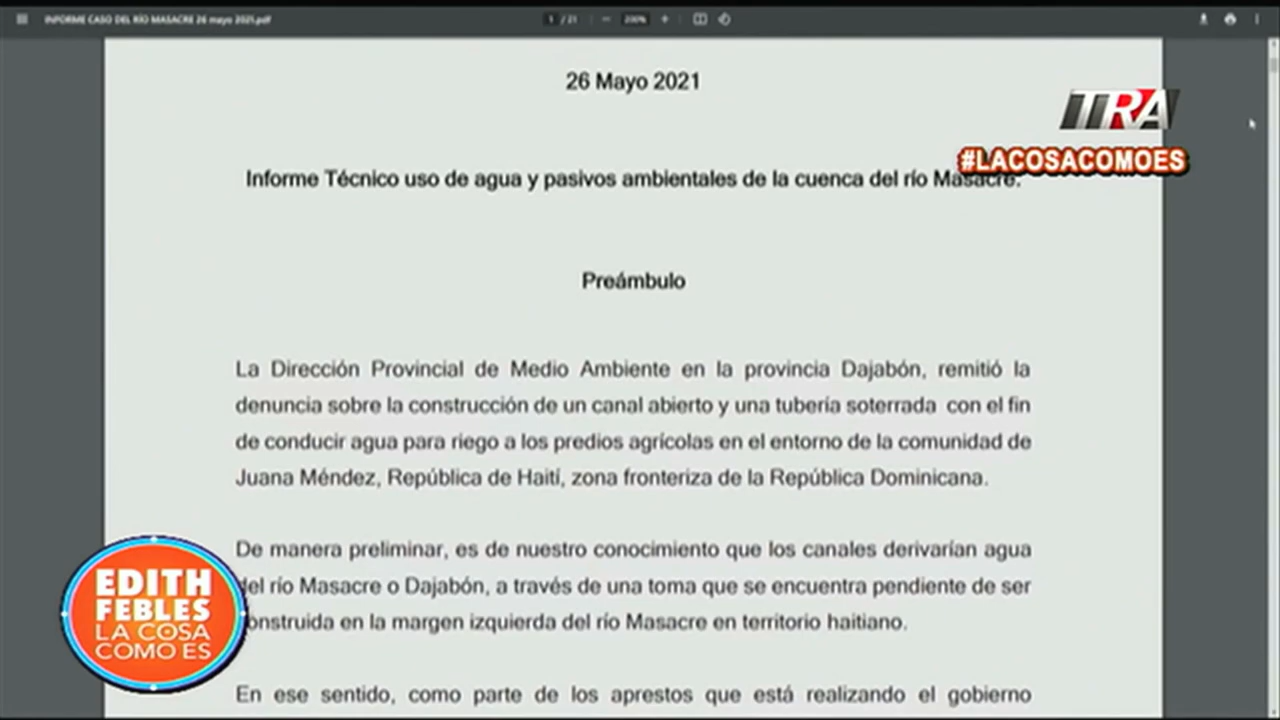 INFORME CASO DEL RÍO MASACRE 26 mayo 2021.pdf
1 / 21
200%
26 Mayo 2021
TRA
#LACOSACOMOES
Informe Técnico uso de agua y pasivos ambientales de la cuenca del río Masacre.
Preámbulo
La Dirección Provincial de Medio Ambiente en la provincia Dajabón, remitió la
denuncia sobre la construcción de un canal abierto y una tubería soterrada con el fin
de conducir agua para riego a los predios agrícolas en el entorno de la comunidad de
Juana Méndez, República de Haití, zona fronteriza de la República Dominicana.
De manera preliminar, es de nuestro conocimiento que los canales derivarían agua
del río Masacre o Dajabón, a través de una toma que se encuentra pendiente de ser
onstruida en la margen izquierda del río Masacre en territorio haitiano.
En ese sentido, como parte de los aprestos que está realizando el gobierno
EDITH
FEBLES
LA COSA
COMO ES